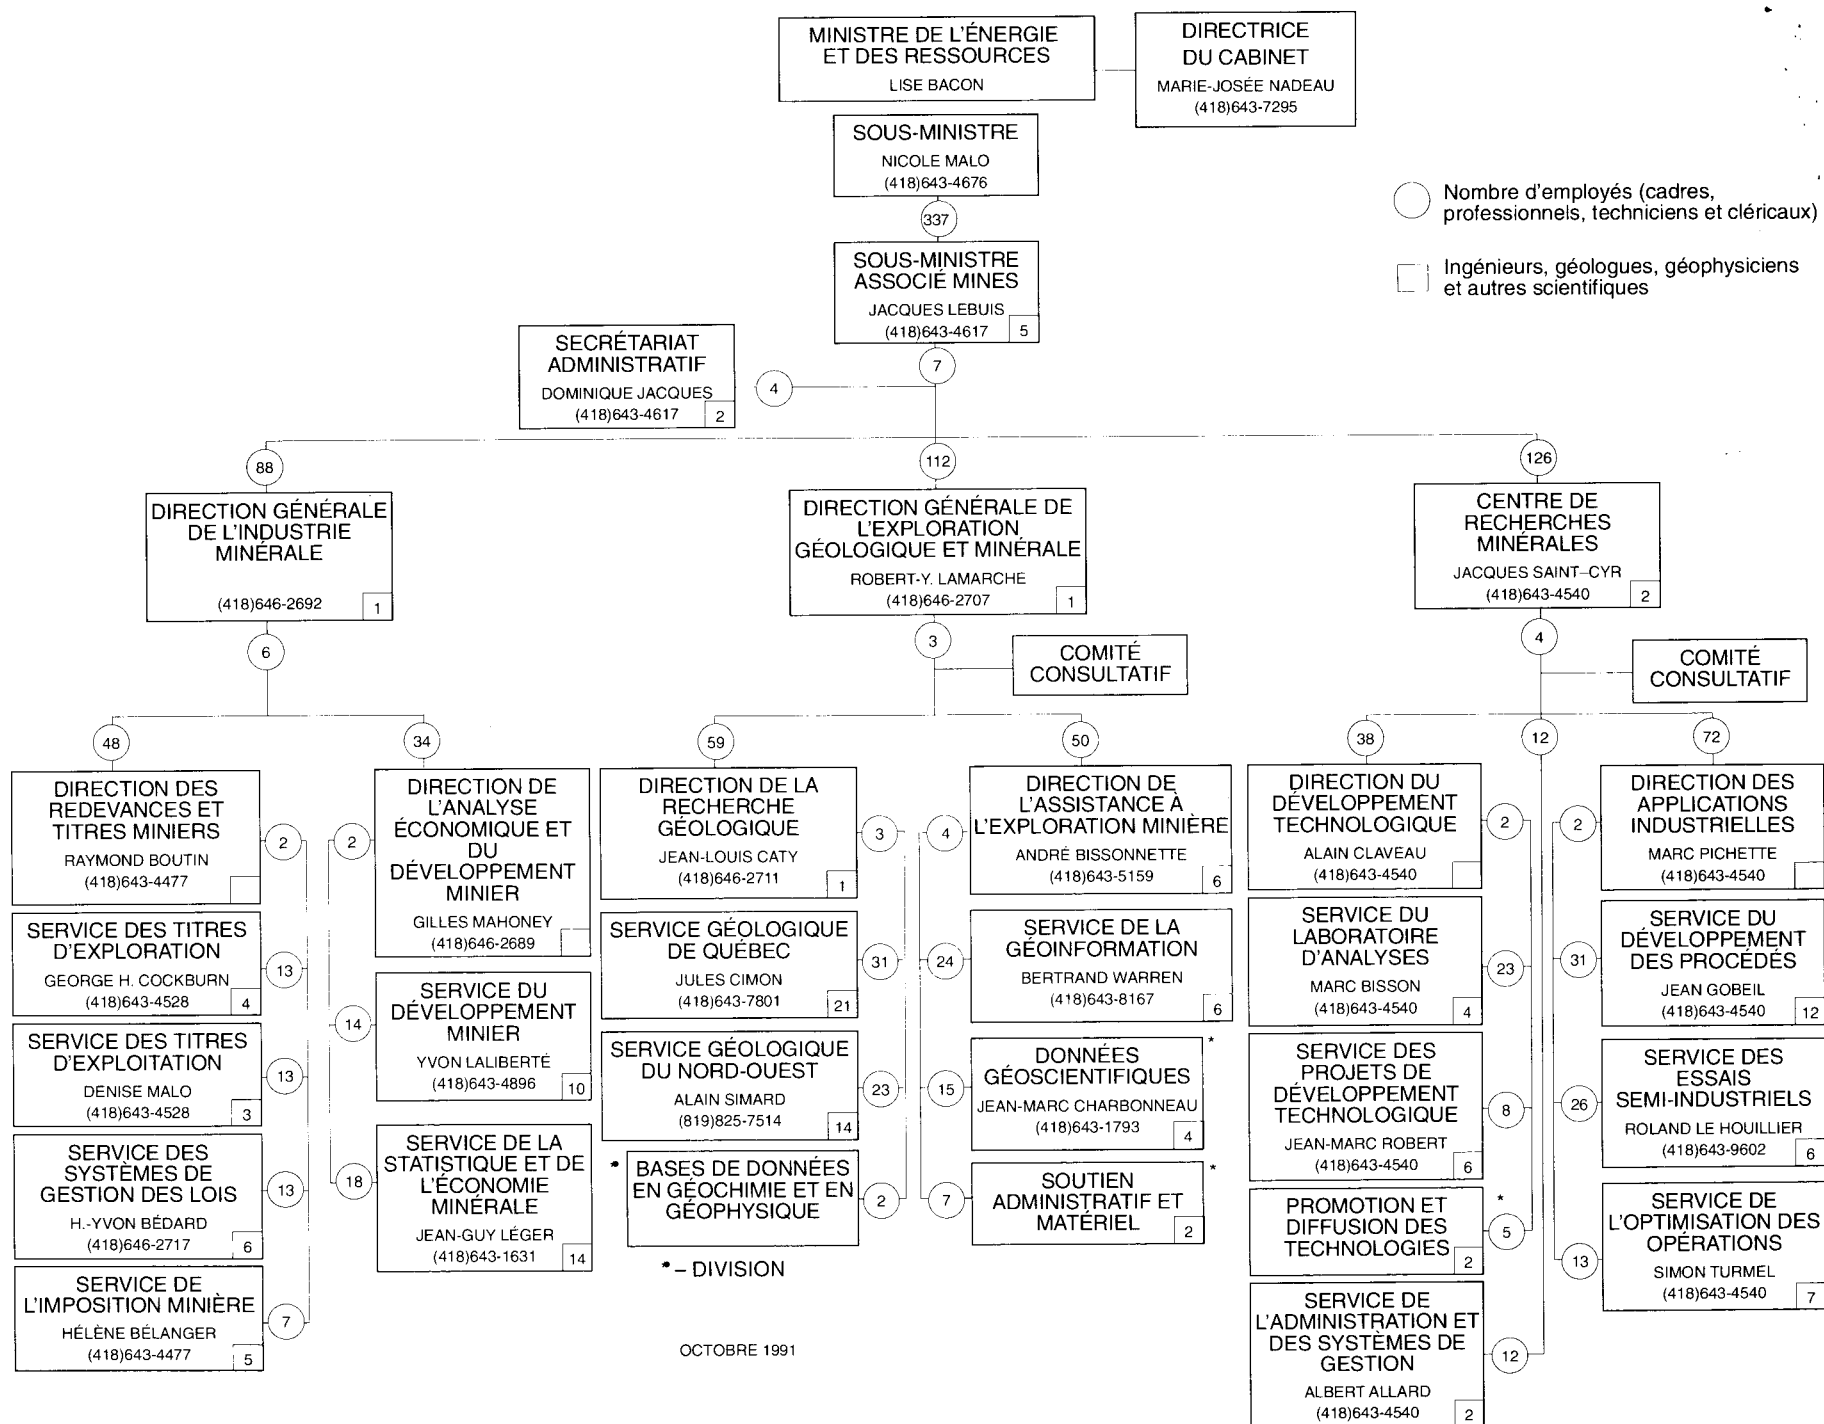 MINISTRE DE L'ÉNERGIE
ET DES RESSOURCES
LISE BACON
DIRECTRICE
DU CABINET
MARIE-JOSÉE NADEAU
(418)643-7295
SOUS-MINISTRE
NICOLE MALO
(418)643-4676
Nombre d'employés (cadres,
professionnels, techniciens et cléricaux)
Ingénieurs, géologues, géophysiciens
et autres scientifiques
337
SOUS-MINISTRE
ASSOCIÉ MINES
JACQUES LEBUIS
(418)643-4617
5
7
SECRÉTARIAT
ADMINISTRATIF
DOMINIQUE JACQUES
(418)643-4617
2
4
88
DIRECTION GÉNÉRALE
DE L'INDUSTRIE
MINÉRALE
(418)646-2692
1
6
112
DIRECTION GÉNÉRALE DE
L'EXPLORATION
GÉOLOGIQUE ET MINÉRALE
ROBERT-Y. LAMARCHE
(418)646-2707
1
3
COMITÉ
CONSULTATIF
126
CENTRE DE
RECHERCHES
MINÉRALES
JACQUES SAINT-CYR
(418)643-4540
2
4
COMITÉ
CONSULTATIF
48
DIRECTION DES
REDEVANCES ET
TITRES MINIERS
RAYMOND BOUTIN
(418)643-4477
2
SERVICE DES TITRES
D'EXPLORATION
GEORGE H. COCKBURN
(418)643-4528
4
13
SERVICE DES TITRES
D'EXPLOITATION
DENISE MALO
(418)643-4528
3
13
SERVICE DES
SYSTÈMES DE
GESTION DES LOIS
H.-YVON BÉDARD
(418)646-2717
6
13
SERVICE DE
L'IMPOSITION MINIÈRE
HÉLÈNE BÉLANGER
(418)643-4477
5
7
34
DIRECTION DE
L'ANALYSE
ÉCONOMIQUE ET
DU
DÉVELOPPEMENT
MINIER
GILLES MAHONEY
(418)646-2689
2
SERVICE DU
DÉVELOPPEMENT
MINIER
YVON LALIBERTÉ
(418)643-4896
10
14
SERVICE DE LA
STATISTIQUE ET DE
L'ÉCONOMIE
MINÉRALE
JEAN-GUY LÉGER
(418)643-1631
14
18
59
DIRECTION DE LA
RECHERCHE
GÉOLOGIQUE
JEAN-LOUIS CATY
(418)646-2711
1
3
SERVICE GÉOLOGIQUE
DE QUÉBEC
JULES CIMON
(418)643-7801
21
31
SERVICE GÉOLOGIQUE
DU NORD-OUEST
ALAIN SIMARD
(819)825-7514
14
23
* BASES DE DONNÉES
EN GÉOCHIMIE ET EN
GÉOPHYSIQUE
2
* – DIVISION
OCTOBRE 1991
50
DIRECTION DE
L'ASSISTANCE À
L'EXPLORATION MINIÈRE
ANDRÉ BISSONNETTE
(418)643-5159
6
4
SERVICE DE LA
GÉOINFORMATION
BERTRAND WARREN
(418)643-8167
6
24
*
DONNÉES
GÉOSCIENTIFIQUES
JEAN-MARC CHARBONNEAU
(418)643-1793
4
15
*
SOUTIEN
ADMINISTRATIF ET
MATÉRIEL
2
7
38
DIRECTION DU
DÉVELOPPEMENT
TECHNOLOGIQUE
ALAIN CLAVEAU
(418)643-4540
2
SERVICE DU
LABORATOIRE
D'ANALYSES
MARC BISSON
(418)643-4540
4
23
SERVICE DES
PROJETS DE
DÉVELOPPEMENT
TECHNOLOGIQUE
JEAN-MARC ROBERT
(418)643-4540
6
8
*
PROMOTION ET
DIFFUSION DES
TECHNOLOGIES
2
5
12
SERVICE DE
L'ADMINISTRATION ET
DES SYSTÈMES DE
GESTION
ALBERT ALLARD
(418)643-4540
2
12
72
DIRECTION DES
APPLICATIONS
INDUSTRIELLES
MARC PICHETTE
(418)643-4540
2
SERVICE DU
DÉVELOPPEMENT
DES PROCÉDÉS
JEAN GOBEIL
(418)643-4540
12
31
SERVICE DES
ESSAIS
SEMI-INDUSTRIELS
ROLAND LE HOUILLIER
(418)643-9602
6
26
SERVICE DE
L'OPTIMISATION DES
OPÉRATIONS
SIMON TURMEL
(418)643-4540
7
13